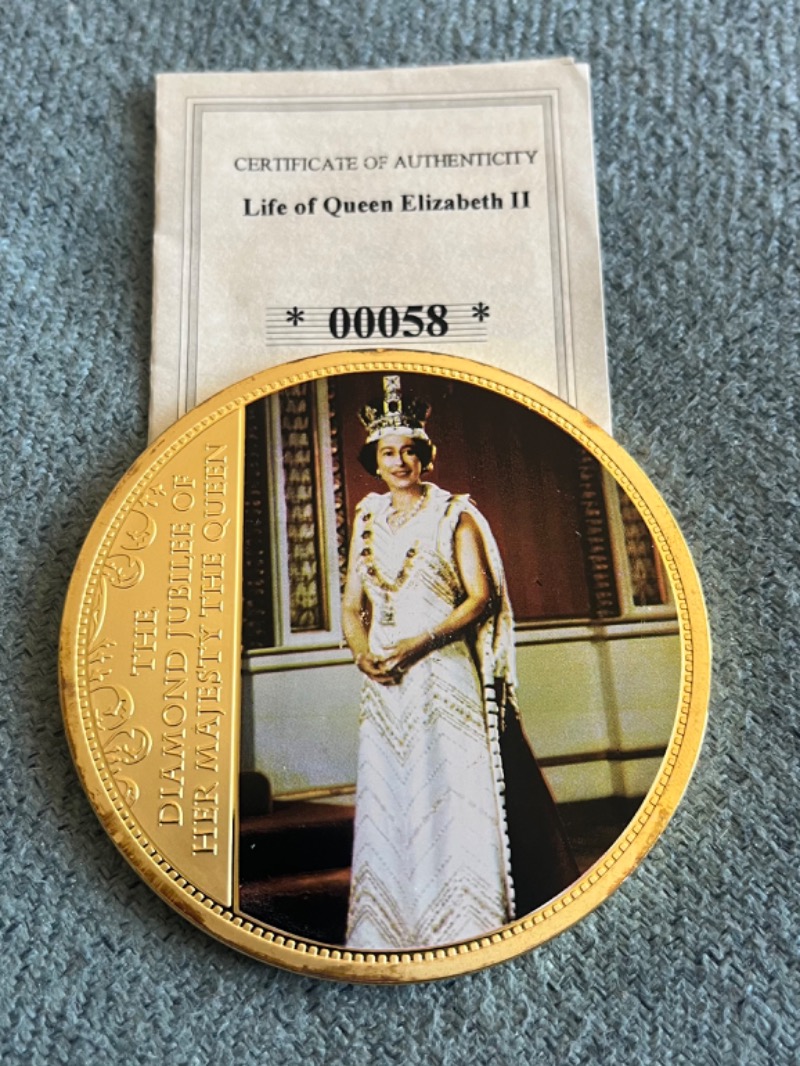 CERTIFICATE OF AUTHENTICITY
Life of Queen Elizabeth II
* 00058 *
THE
DIAMOND JUBILEE OF
HER MAJESTY THE QUEEN